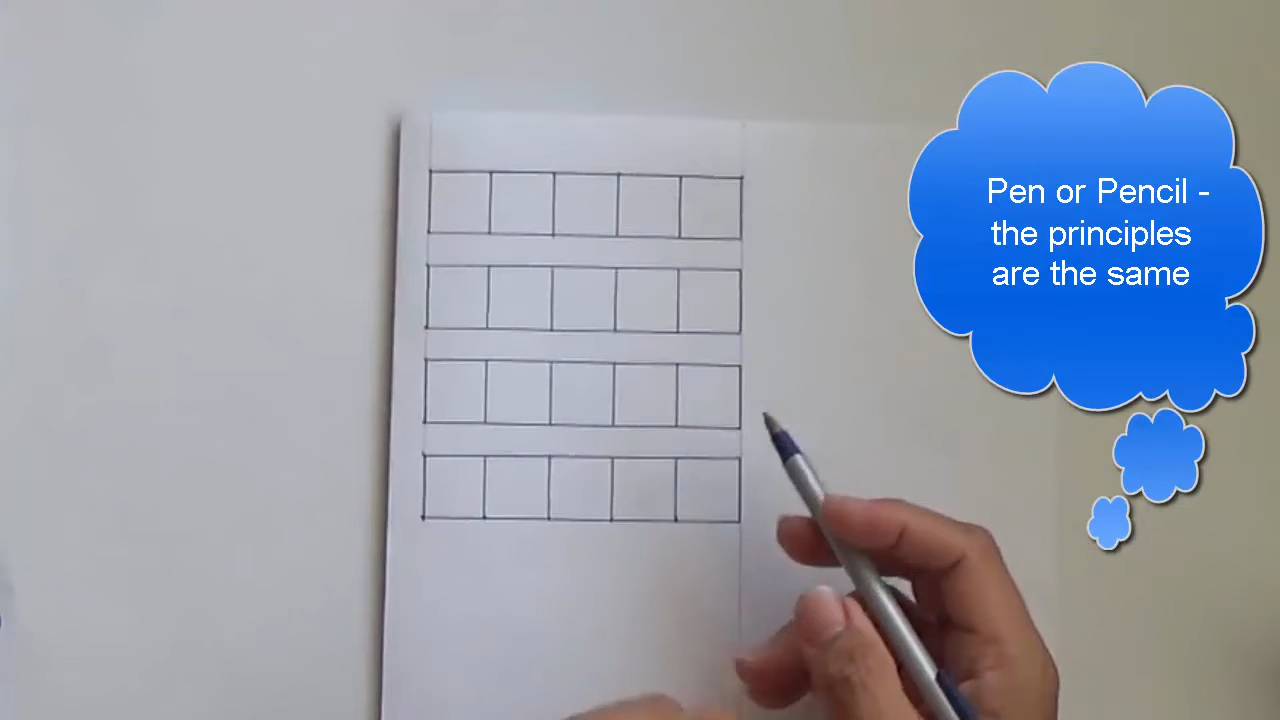 Pen or Pencil -
the principles
are the same